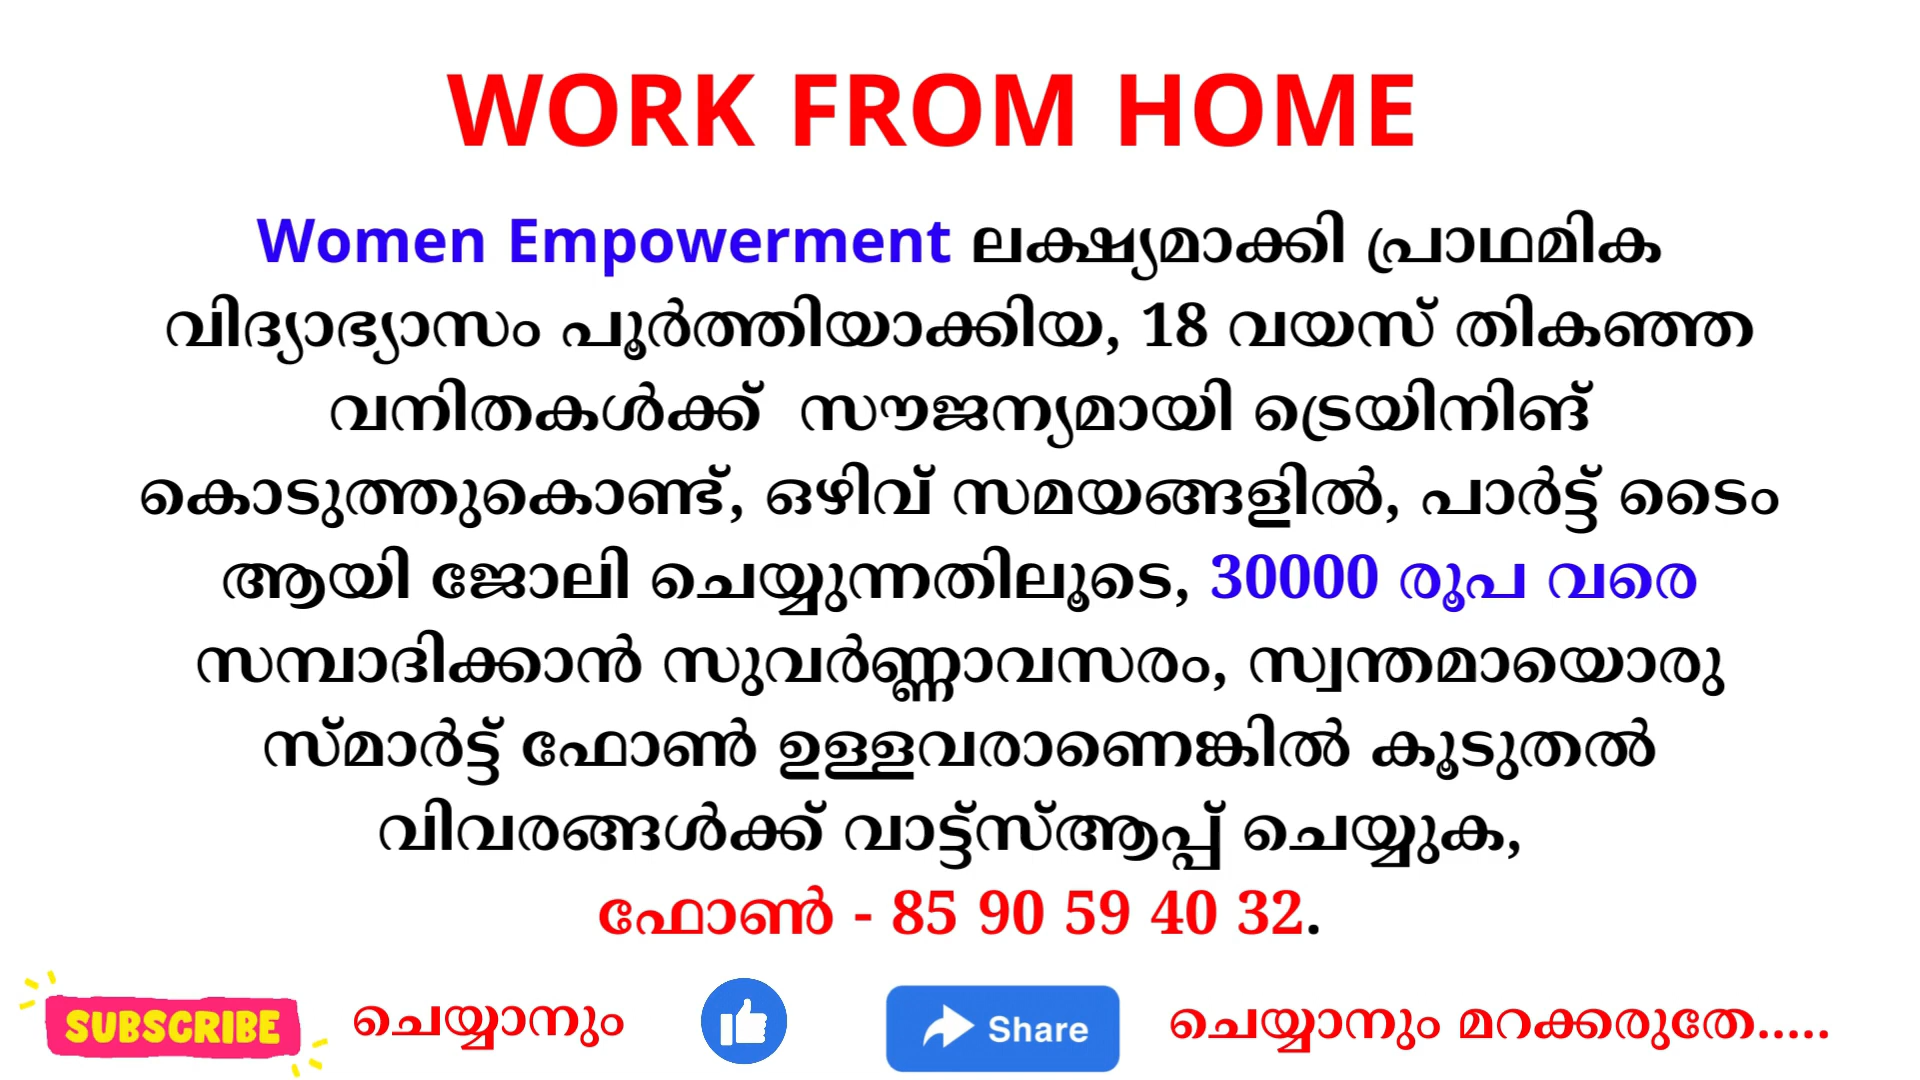 WORK FROM HOME
Women Empowerment ലക്ഷ്യമാക്കി പ്രാഥമിക
വിദ്യാഭ്യാസം പൂർത്തിയാക്കിയ, 18 വയസ് തികഞ്ഞ
വനിതകൾക്ക് സൗജന്യമായി ട്രെയിനിങ്
കൊടുത്തുകൊണ്ട്, ഒഴിവ് സമയങ്ങളിൽ, പാർട്ട് ടൈം
ആയി ജോലി ചെയ്യുന്നതിലൂടെ, 30000 രൂപ വരെ
സമ്പാദിക്കാൻ സുവർണ്ണാവസരം, സ്വന്തമായൊരു
സ്മാർട്ട് ഫോൺ ഉള്ളവരാണെങ്കിൽ കൂടുതൽ
വിവരങ്ങൾക്ക് വാട്ട്സ്ആപ്പ് ചെയ്യുക,
ഫോൺ - 85 90 59 40 32.
SUBSCRIBE ചെയ്യാനും Share ചെയ്യാനും മറക്കരുതേ.....